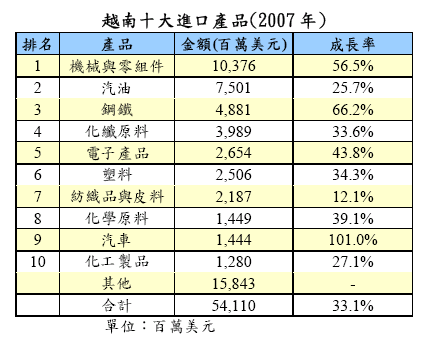 越南十大進口產品(2007年)
排名 產品 金額(百萬美元) 成長率
1 機械與零組件 10,376 56.5%
2 汽油 7,501 25.7%
3 鋼鐵 4,881 66.2%
4 化纖原料 3,989 33.6%
5 電子產品 2,654 43.8%
6 塑料 2,506 34.3%
7 紡織品與皮料 2,187 12.1%
8 化學原料 1,449 39.1%
9 汽車 1,444 101.0%
10 化工製品 1,280 27.1%
其他 15,843 -
合計 54,110 33.1%
單位：百萬美元